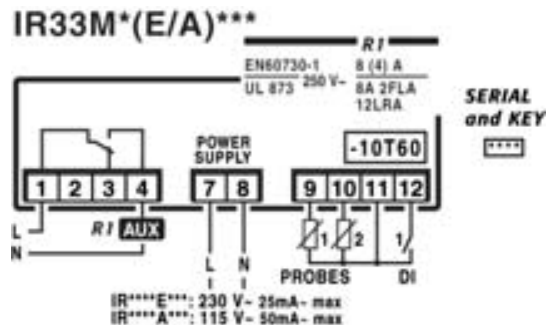 IR33M*(E/A)***
R1
EN60730-1
UL 873
250 V~
8 (4) A
8A 2FLA
12LRA
SERIAL
and KEY
POWER
SUPPLY
-10T60
1 2 3 4
7 8
9 10 11 12
L
N
R1 AUX
L N
1 2 1
PROBES DI
IR****E***: 230 V~ 25mA~ max
IR****A***: 115 V~ 50mA~ max